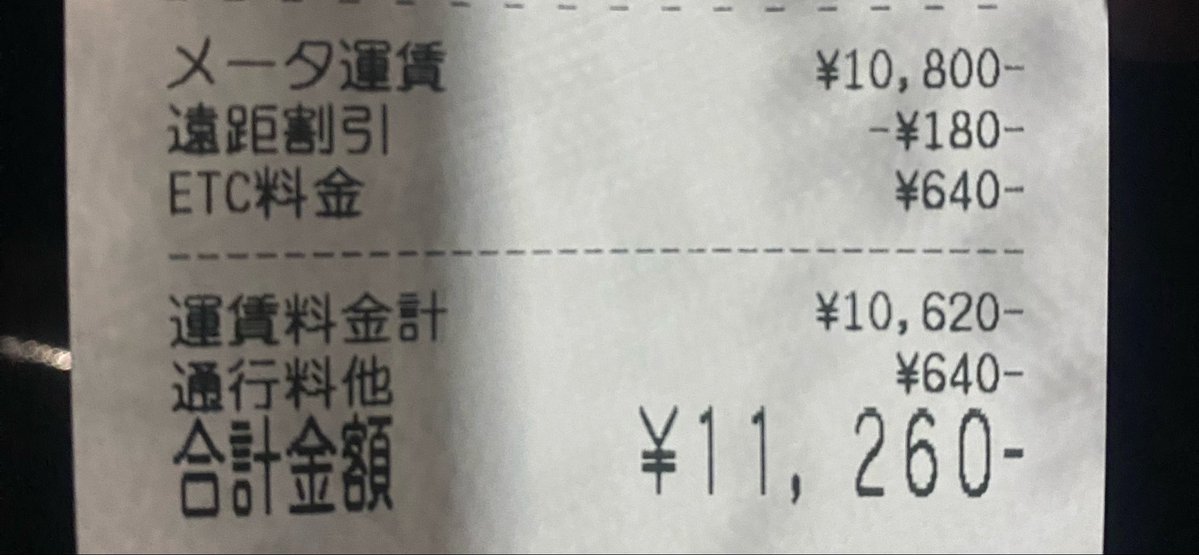 メータ運賃 ¥10,800-
遠距割引 -¥180-
ETC料金 ¥640-
運賃料金計 ¥10,620-
通行料他 ¥640-
合計金額 ¥11,260-